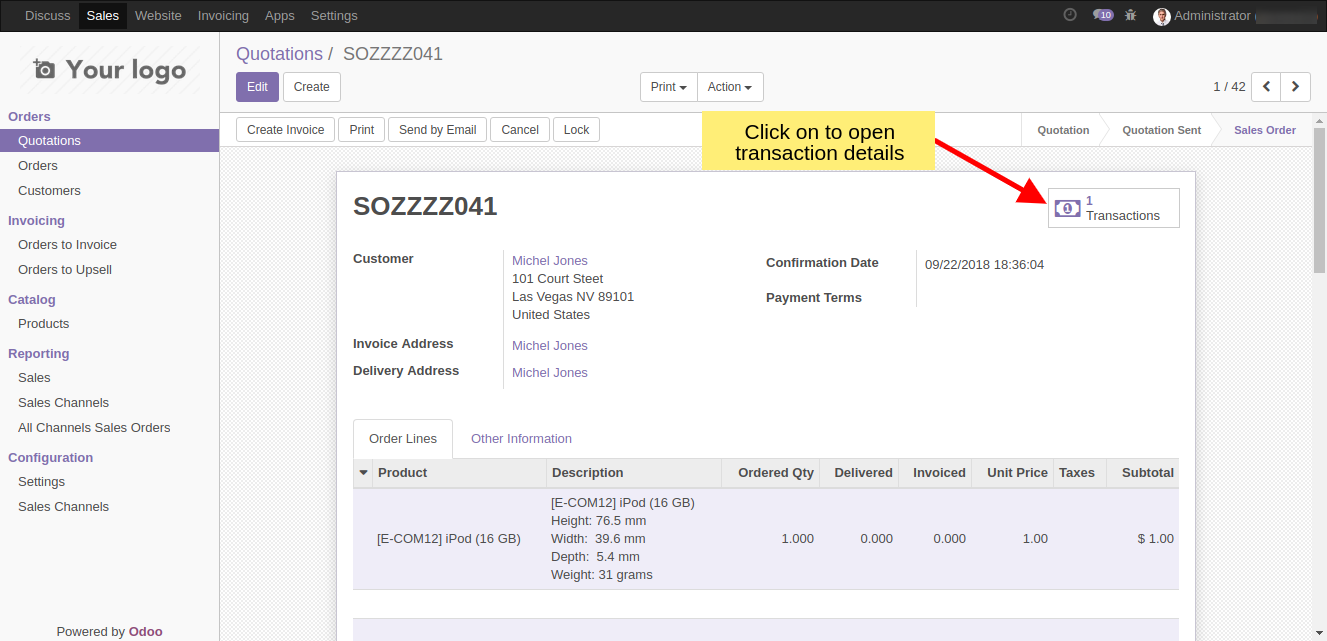 Discuss Sales Website Invoicing Apps Settings 10 Administrator
Your logo
Quotations / SOZZZZ041
Edit Create Print Action 1 / 42
Create Invoice Print Send by Email Cancel Lock Quotation Quotation Sent Sales Order
Click on to open
transaction details
Orders
Quotations
Orders
Customers
Invoicing
Orders to Invoice
Orders to Upsell
Catalog
Products
Reporting
Sales
Sales Channels
All Channels Sales Orders
Configuration
Settings
Sales Channels
Powered by Odoo
SOZZZZ041
1
Transactions
Customer
Michel Jones
101 Court Steet
Las Vegas NV 89101
United States
Confirmation Date 09/22/2018 18:36:04
Payment Terms
Invoice Address Michel Jones
Delivery Address Michel Jones
Order Lines Other Information
Product Description Ordered Qty Delivered Invoiced Unit Price Taxes Subtotal
[E-COM12] iPod (16 GB)
[E-COM12] iPod (16 GB)
Height: 76.5 mm
Width: 39.6 mm
Depth: 5.4 mm
Weight: 31 grams
1.000 0.000 0.000 1.00 $ 1.00